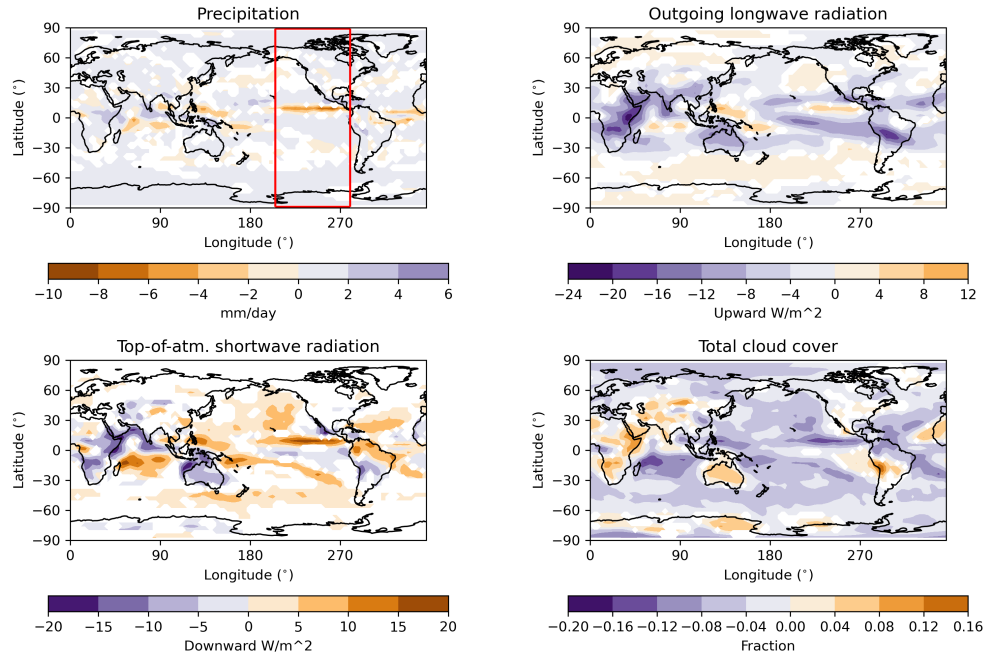 Precipitation
90
60
30
0
−30
−60
−90
Latitude (°)
0 90 180 270
Longitude (°)
−10 −8 −6 −4 −2 0 2 4 6
mm/day
Outgoing longwave radiation
90
60
30
0
−30
−60
−90
Latitude (°)
0 90 180 270
Longitude (°)
−24 −20 −16 −12 −8 −4 0 4 8 12
Upward W/m^2
Top-of-atm. shortwave radiation
90
60
30
0
−30
−60
−90
Latitude (°)
0 90 180 270
Longitude (°)
−20 −15 −10 −5 0 5 10 15 20
Downward W/m^2
Total cloud cover
90
60
30
0
−30
−60
−90
Latitude (°)
0 90 180 270
Longitude (°)
−0.20 −0.16 −0.12 −0.08 −0.04 0.00 0.04 0.08 0.12 0.16
Fraction